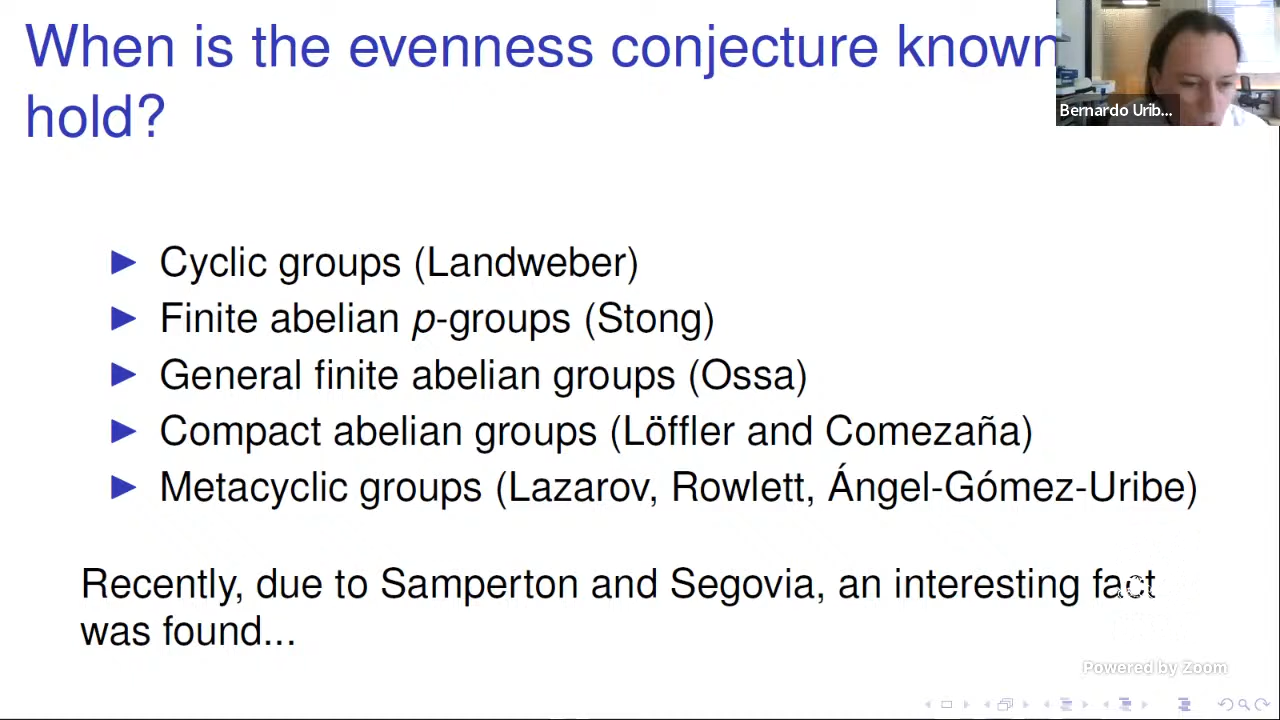 When is the evenness conjecture known
hold?
Bernardo Urib...
▶ Cyclic groups (Landweber)
▶ Finite abelian p-groups (Stong)
▶ General finite abelian groups (Ossa)
▶ Compact abelian groups (Löffler and Comezaña)
▶ Metacyclic groups (Lazarov, Rowlett, Ángel-Gómez-Uribe)
Recently, due to Samperton and Segovia, an interesting fact
was found...
Powered by Zoom